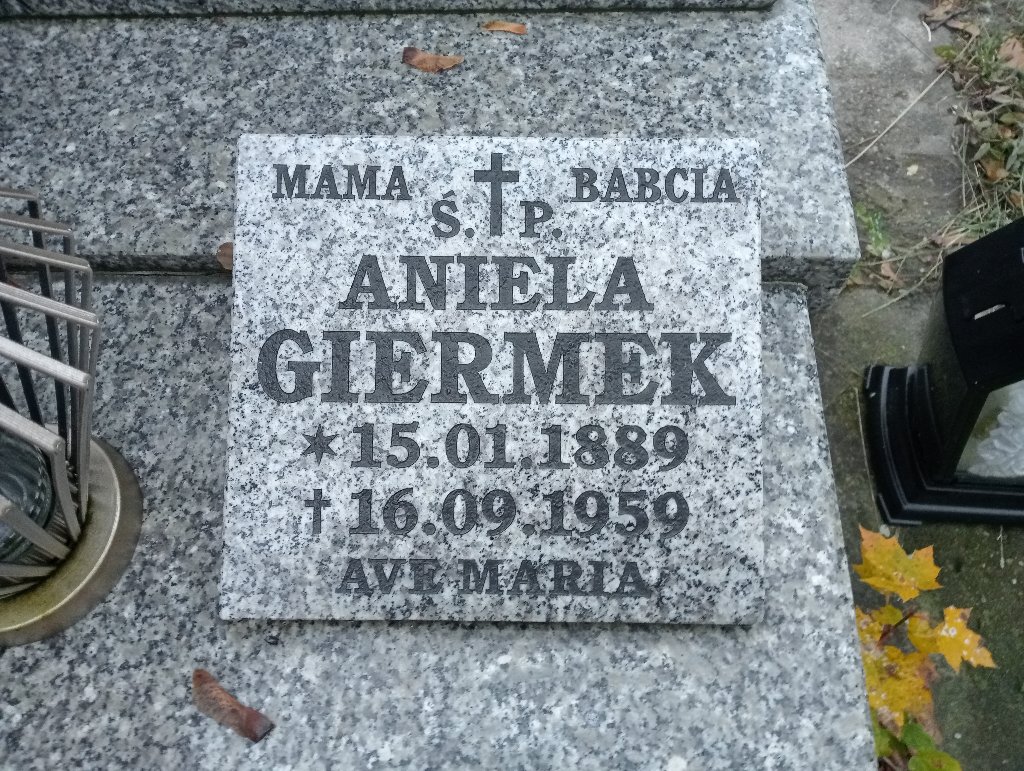 MAMA BABCIA
Ś. P.
ANIELA
GIERMEK
* 15.01.1889
† 16.09.1959
AVE MARIA